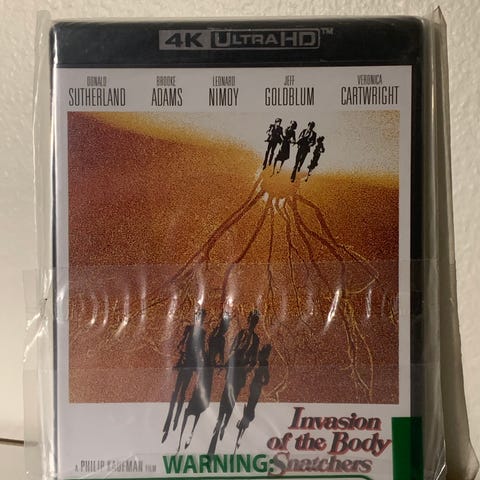 4K ULTRA HD™
DONALD SUTHERLAND BROOKE ADAMS LEONARD NIMOY JEFF GOLDBLUM VERONICA CARTWRIGHT
Invasion
of the Body
Snatchers
A PHILIP KAUFMAN FILM
WARNING: